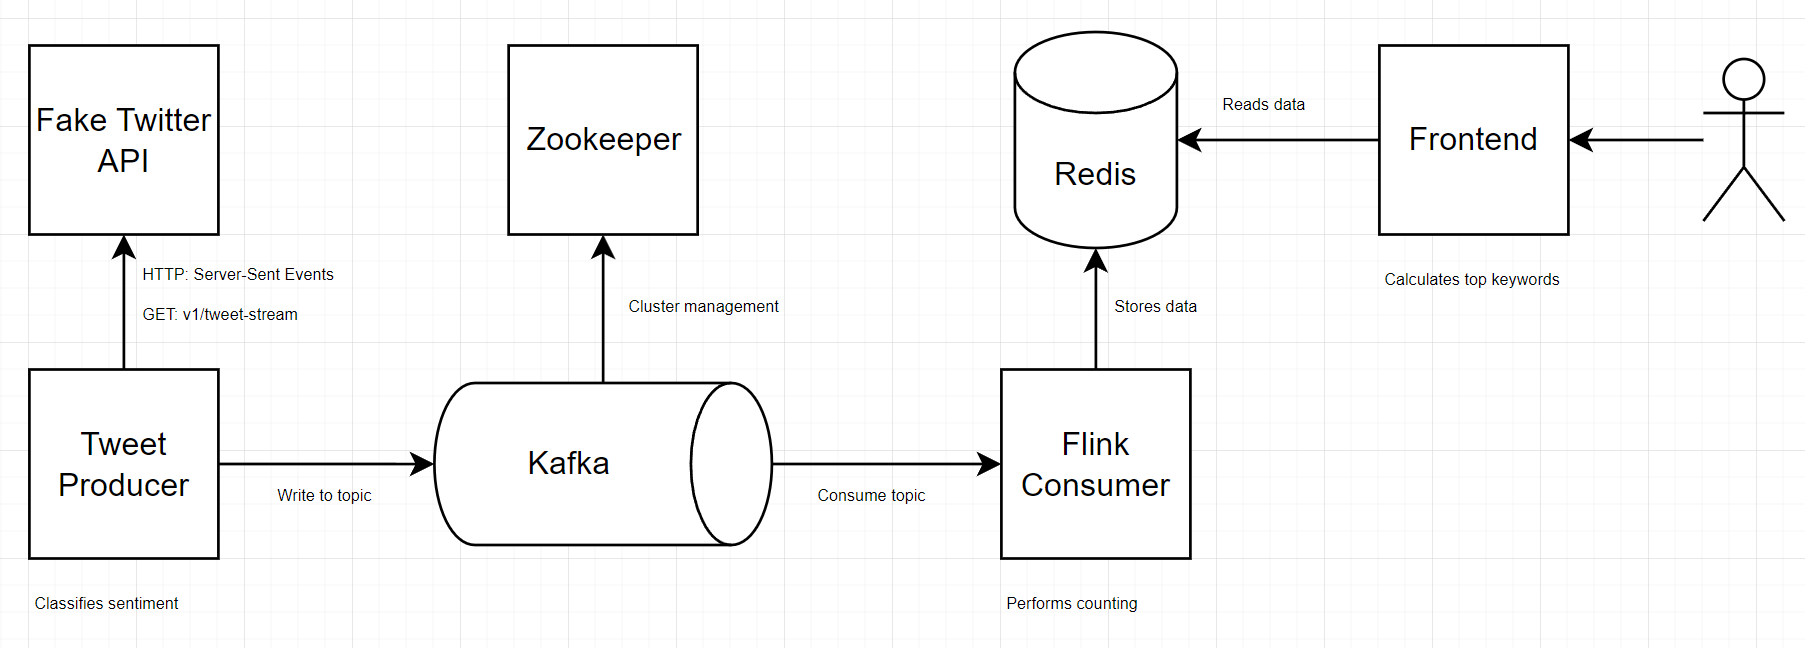 Fake Twitter
API
Zookeeper
Redis
Reads data
Frontend
HTTP: Server-Sent Events
GET: v1/tweet-stream
Cluster management
Stores data
Calculates top keywords
Tweet
Producer
Write to topic
Kafka
Consume topic
Flink
Consumer
Classifies sentiment
Performs counting